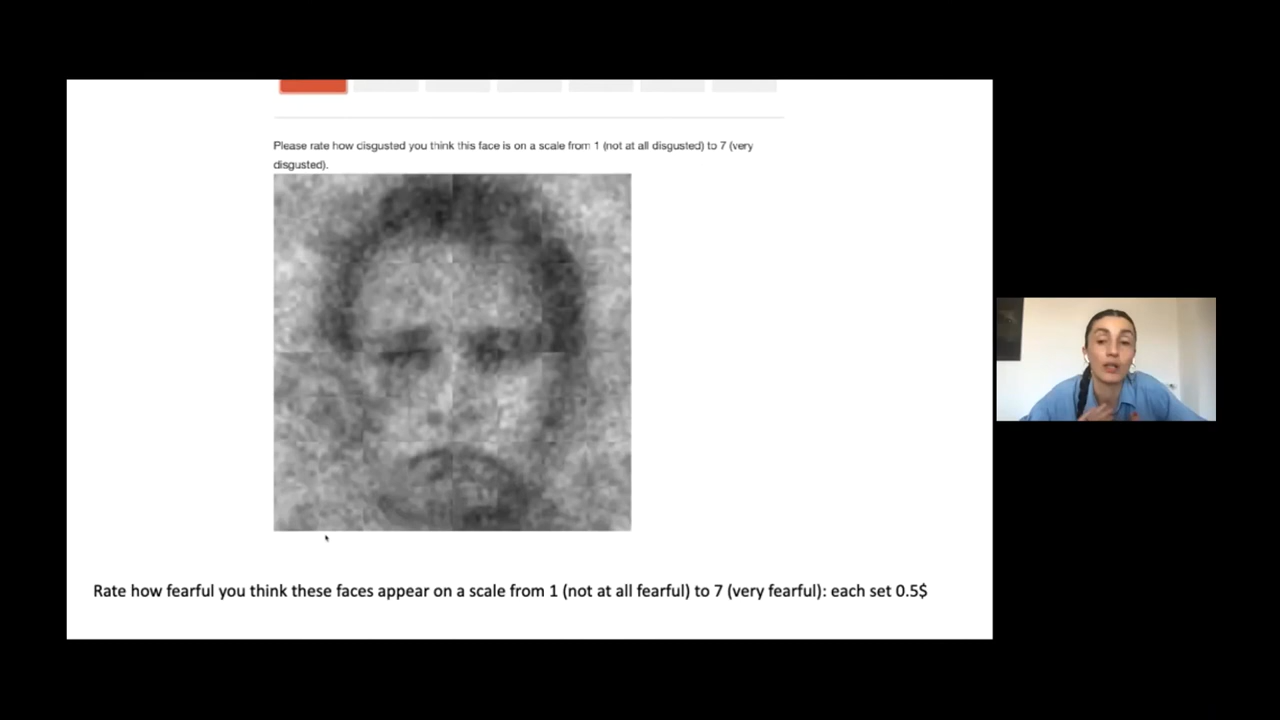 Please rate how disgusted you think this face is on a scale from 1 (not at all disgusted) to 7 (very
disgusted).
Rate how fearful you think these faces appear on a scale from 1 (not at all fearful) to 7 (very fearful): each set 0.5$